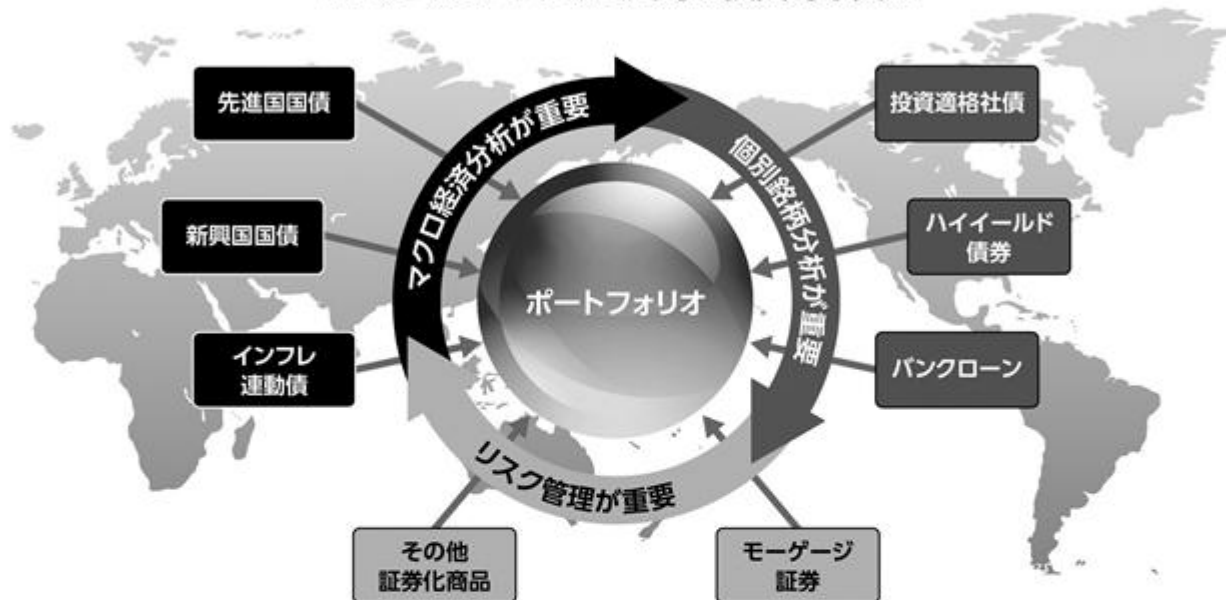 先進国国債
新興国国債
インフレ
連動債
マクロ経済分析が重要
個別銘柄分析が重要
リスク管理が重要
ポートフォリオ
投資適格社債
ハイイールド
債券
バンクローン
その他
証券化商品
モーゲージ
証券